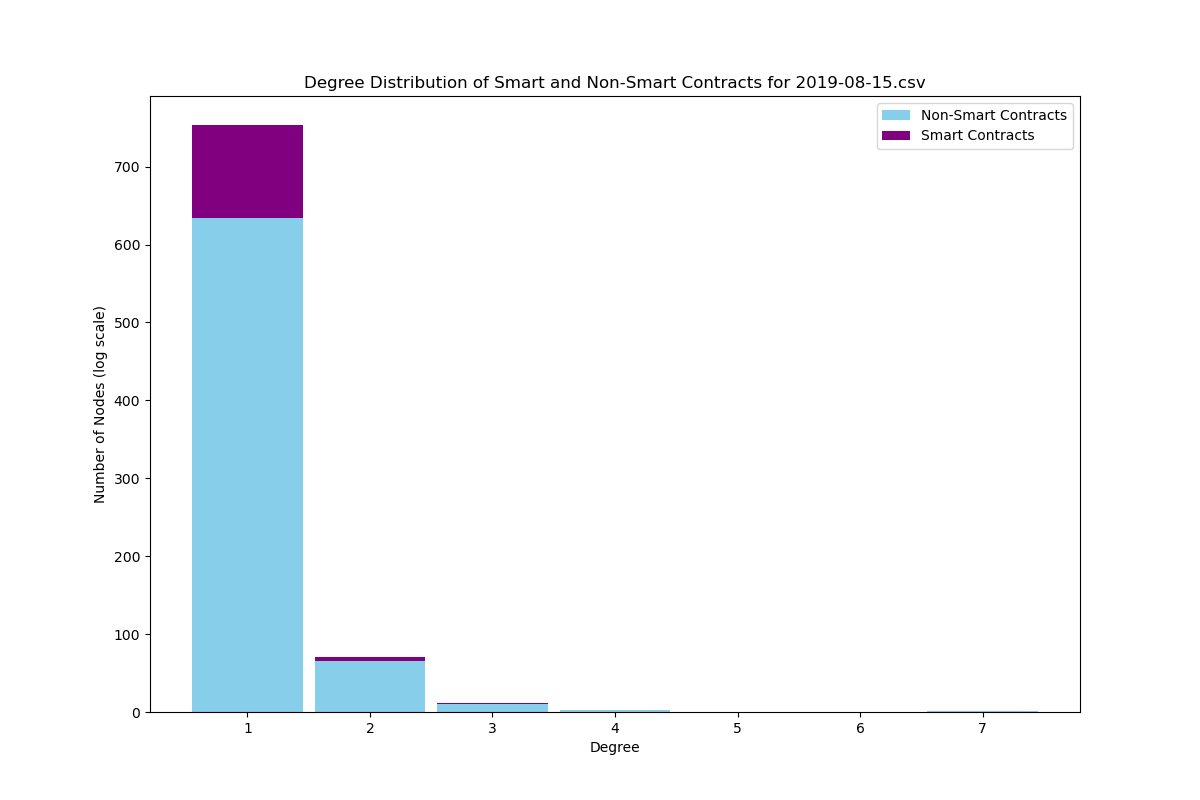 Degree Distribution of Smart and Non-Smart Contracts for 2019-08-15.csv
Non-Smart Contracts
Smart Contracts
Number of Nodes (log scale)
700
600
500
400
300
200
100
0
1 2 3 4 5 6 7
Degree